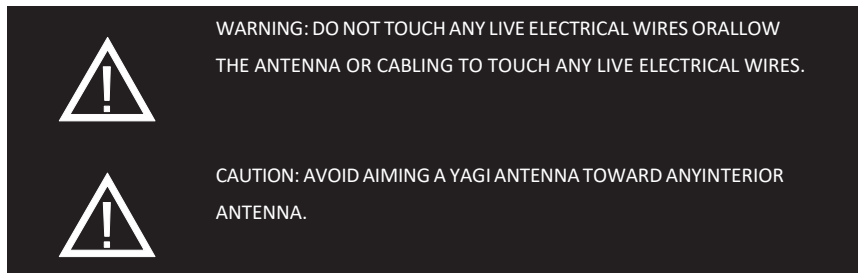 WARNING: DO NOT TOUCH ANY LIVE ELECTRICAL WIRES ORALLOW
THE ANTENNA OR CABLING TO TOUCH ANY LIVE ELECTRICAL WIRES.
CAUTION: AVOID AIMING A YAGI ANTENNA TOWARD ANYINTERIOR
ANTENNA.